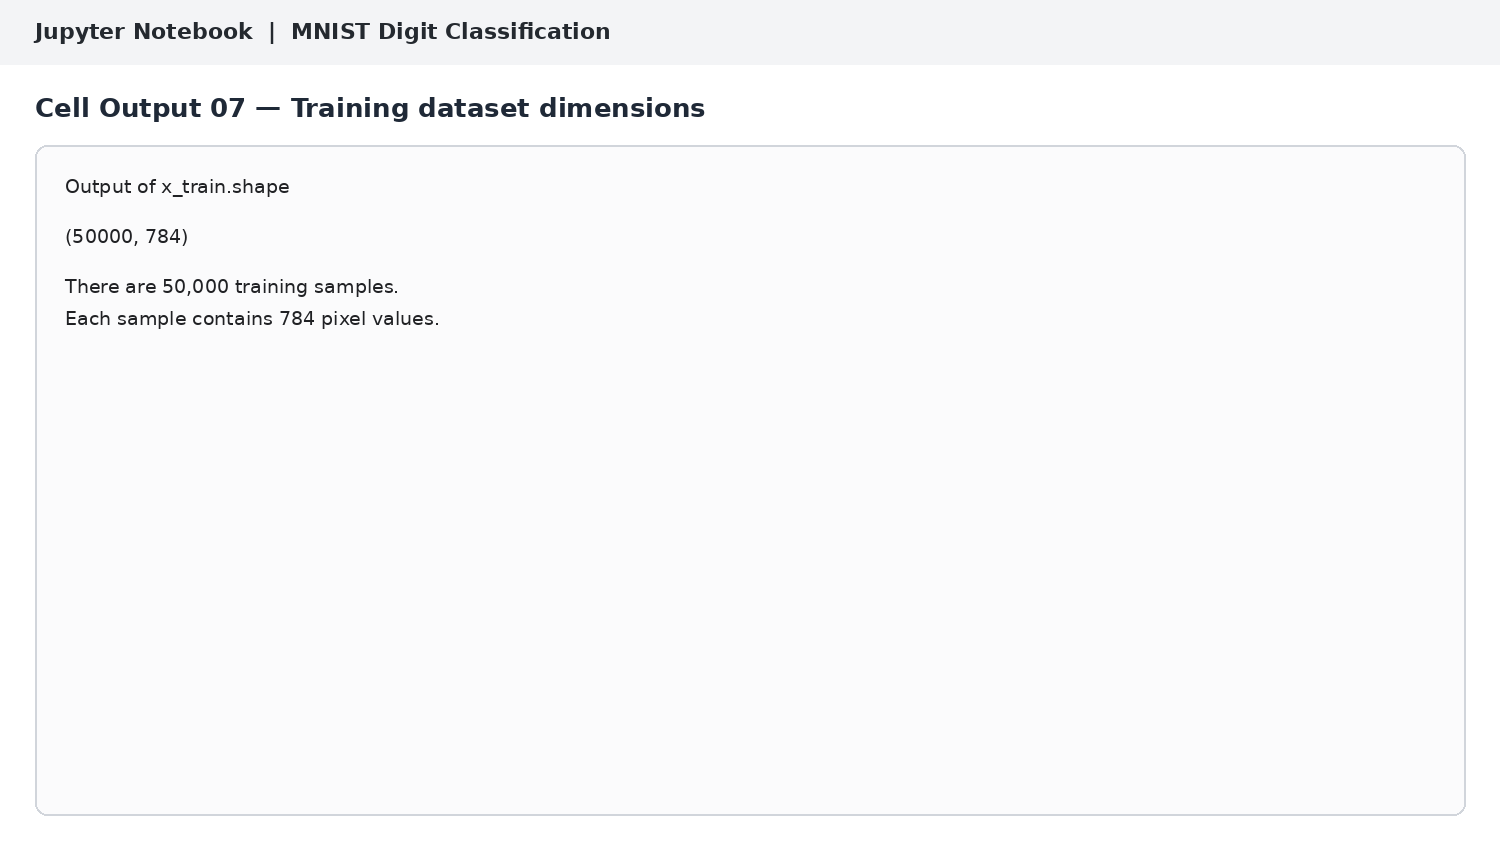 Jupyter Notebook | MNIST Digit Classification
Cell Output 07 — Training dataset dimensions
Output of x_train.shape
(50000, 784)
There are 50,000 training samples.
Each sample contains 784 pixel values.